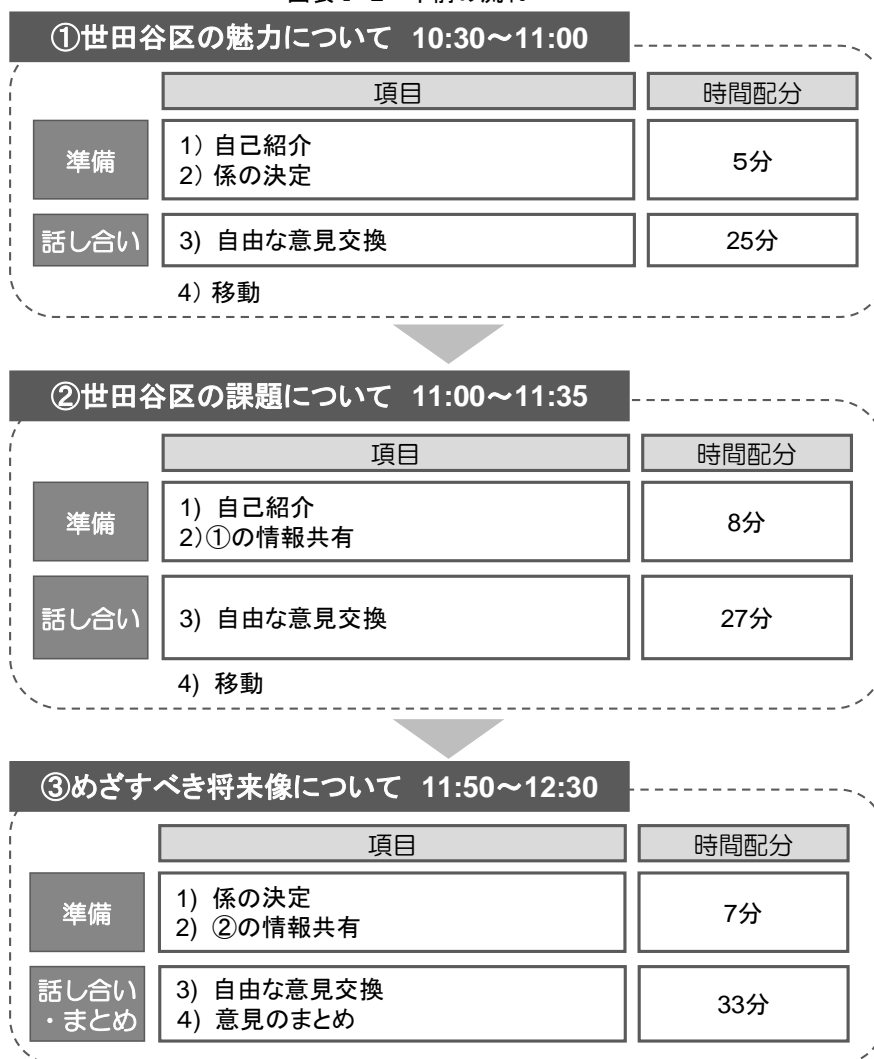 ①世田谷区の魅力について 10:30～11:00
項目 時間配分
準備
1）自己紹介
2）係の決定
5分
話し合い
3) 自由な意見交換
25分
4）移動
②世田谷区の課題について 11:00～11:35
項目 時間配分
準備
1) 自己紹介
2）①の情報共有
8分
話し合い
3) 自由な意見交換
27分
4) 移動
③めざすべき将来像について 11:50～12:30
項目 時間配分
準備
1) 係の決定
2) ②の情報共有
7分
話し合い
・まとめ
3) 自由な意見交換
4) 意見のまとめ
33分